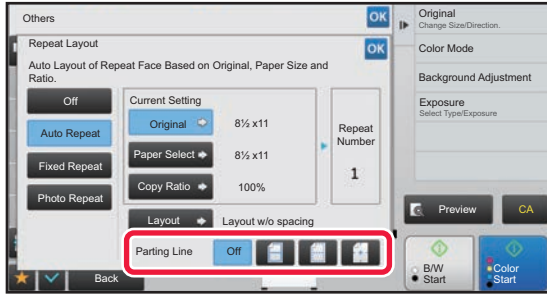 Others
OK
Repeat Layout
OK
Auto Layout of Repeat Face Based on Original, Paper Size and
Ratio.
Off
Auto Repeat
Fixed Repeat
Photo Repeat
Current Setting
Original
8½ x11
Paper Select
8½ x11
Copy Ratio
100%
Repeat
Number
1
Layout
Layout w/o spacing
Parting Line
Off
Back
Original
Change Size/Direction.
Color Mode
Background Adjustment
Exposure
Select Type/Exposure
Preview
CA
B/W
Start
Color
Start